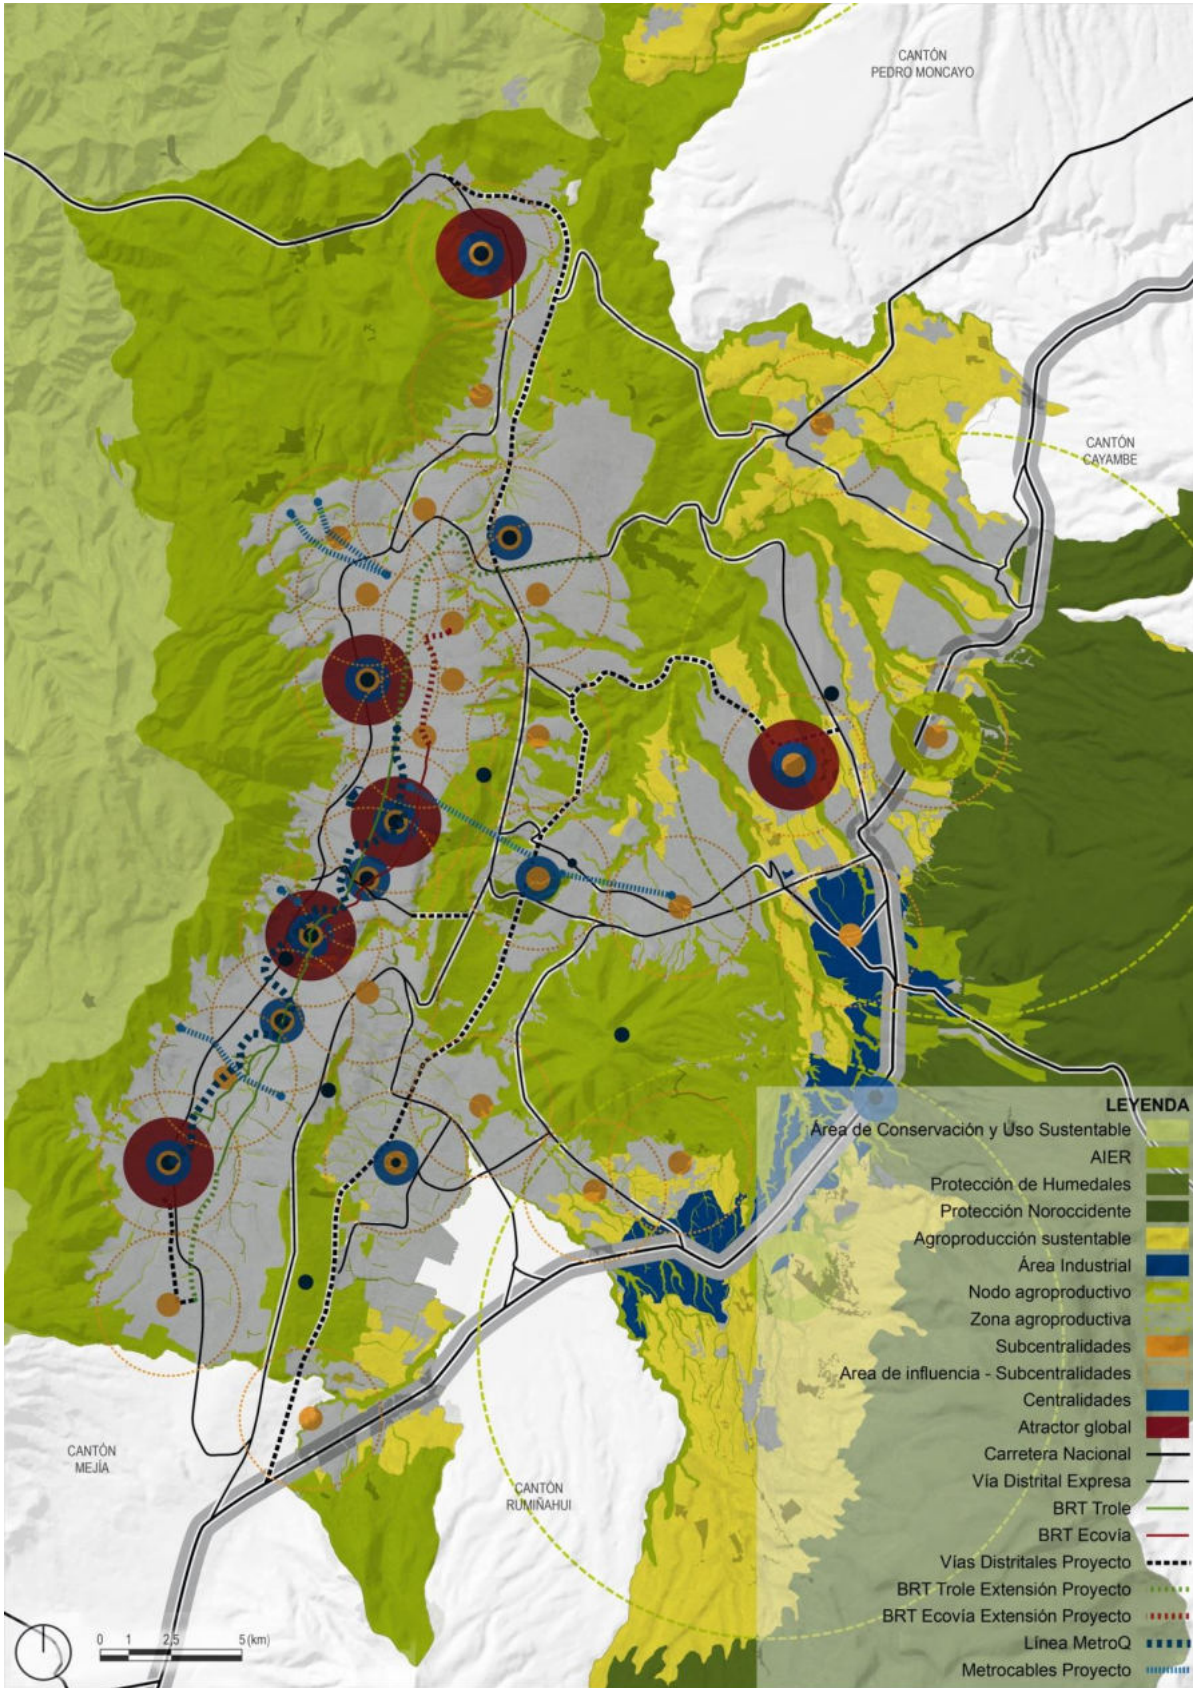 CANTÓN
PEDRO MONCAYO
CANTÓN
CAYAMBE
LEYENDA
Área de Conservación y Uso Sustentable
AIER
Protección de Humedales
Protección Noroccidente
Agroproducción sustentable
Área Industrial
Nodo agroproductivo
Zona agroproductiva
Subcentralidades
Area de influencia - Subcentralidades
Centralidades
Atractor global
Carretera Nacional
Vía Distrital Expresa
BRT Trole
BRT Ecovía
Vías Distritales Proyecto
BRT Trole Extensión Proyecto
BRT Ecovía Extensión Proyecto
Línea MetroQ
Metrocables Proyecto
CANTÓN
MEJÍA
CANTÓN
RUMIÑAHUI
0 1 2,5 5 (km)